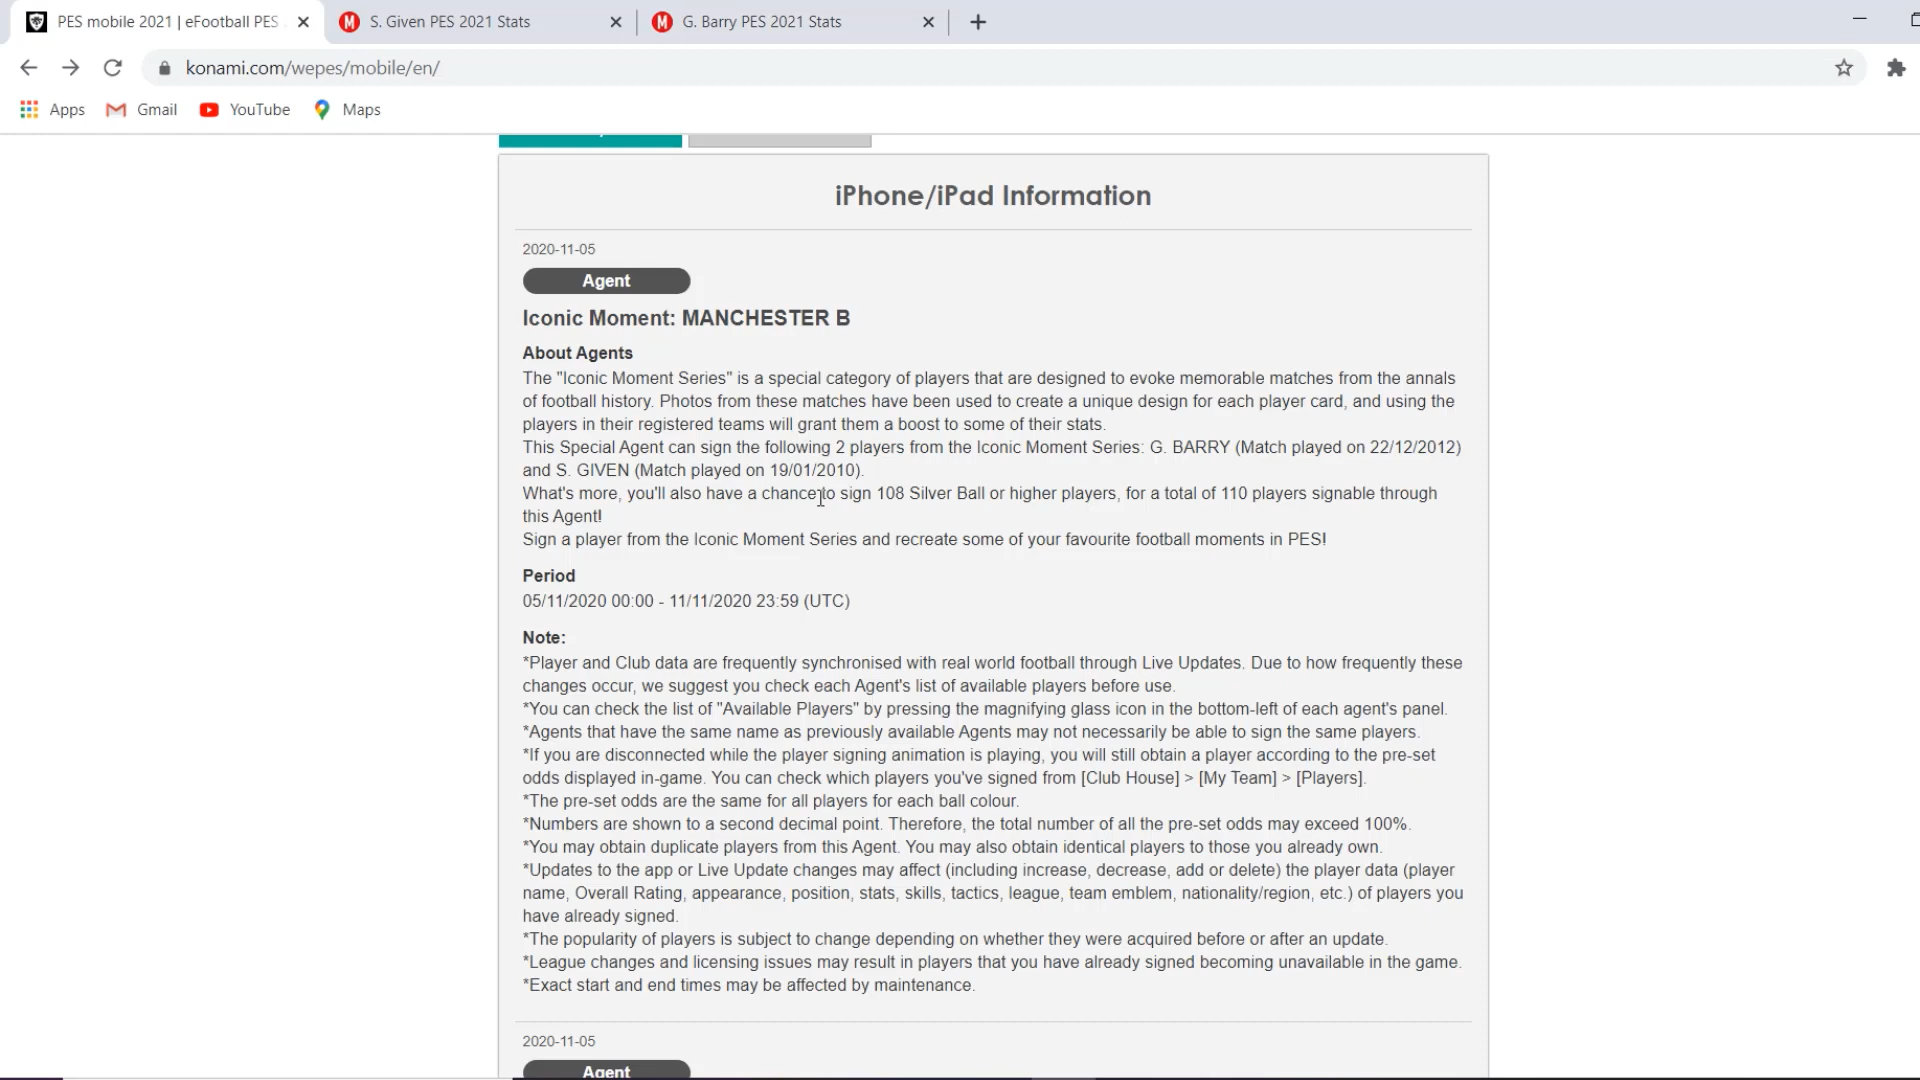 PES mobile 2021 | eFootball PES
S. Given PES 2021 Stats
G. Barry PES 2021 Stats
konami.com/wepes/mobile/en/
Apps
Gmail
YouTube
Maps
iPhone/iPad Information
2020-11-05
Agent
Iconic Moment: MANCHESTER B
About Agents
The "Iconic Moment Series" is a special category of players that are designed to evoke memorable matches from the annals
of football history. Photos from these matches have been used to create a unique design for each player card, and using the
players in their registered teams will grant them a boost to some of their stats.
This Special Agent can sign the following 2 players from the Iconic Moment Series: G. BARRY (Match played on 22/12/2012)
and S. GIVEN (Match played on 19/01/2010).
What's more, you'll also have a chance to sign 108 Silver Ball or higher players, for a total of 110 players signable through
this Agent!
Sign a player from the Iconic Moment Series and recreate some of your favourite football moments in PES!
Period
05/11/2020 00:00 - 11/11/2020 23:59 (UTC)
Note:
*Player and Club data are frequently synchronised with real world football through Live Updates. Due to how frequently these
changes occur, we suggest you check each Agent's list of available players before use.
*You can check the list of "Available Players" by pressing the magnifying glass icon in the bottom-left of each agent's panel.
*Agents that have the same name as previously available Agents may not necessarily be able to sign the same players.
*If you are disconnected while the player signing animation is playing, you will still obtain a player according to the pre-set
odds displayed in-game. You can check which players you've signed from [Club House] > [My Team] > [Players].
*The pre-set odds are the same for all players for each ball colour.
*Numbers are shown to a second decimal point. Therefore, the total number of all the pre-set odds may exceed 100%.
*You may obtain duplicate players from this Agent. You may also obtain identical players to those you already own.
*Updates to the app or Live Update changes may affect (including increase, decrease, add or delete) the player data (player
name, Overall Rating, appearance, position, stats, skills, tactics, league, team emblem, nationality/region, etc.) of players you
have already signed.
*The popularity of players is subject to change depending on whether they were acquired before or after an update.
*League changes and licensing issues may result in players that you have already signed becoming unavailable in the game.
*Exact start and end times may be affected by maintenance.
2020-11-05
Agent